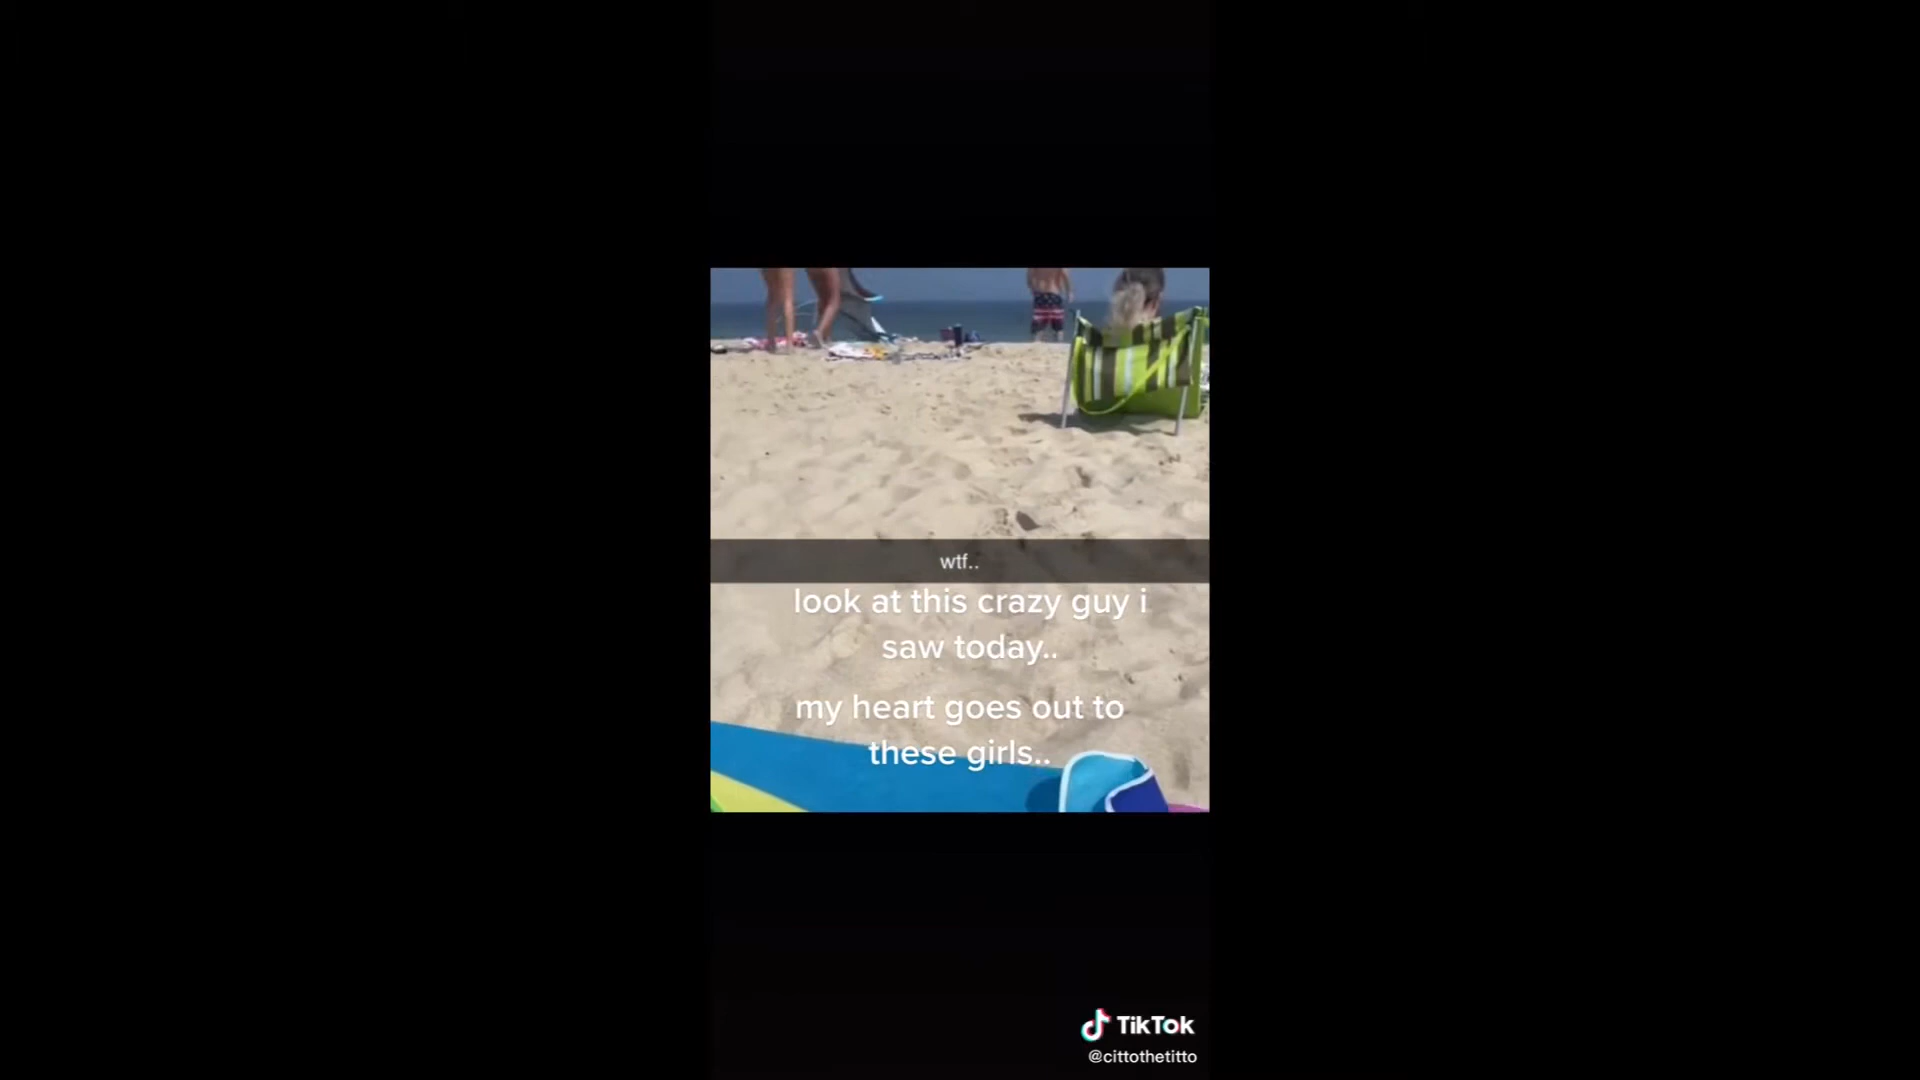 wtf..
look at this crazy guy i
saw today..
my heart goes out to
these girls..
TikTok
@cittothetitto